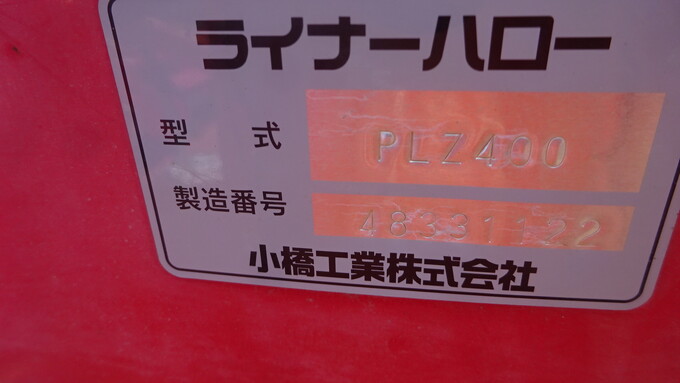 ライナーハロー
型 式 PLZ400
製造番号
小橋工業株式会社